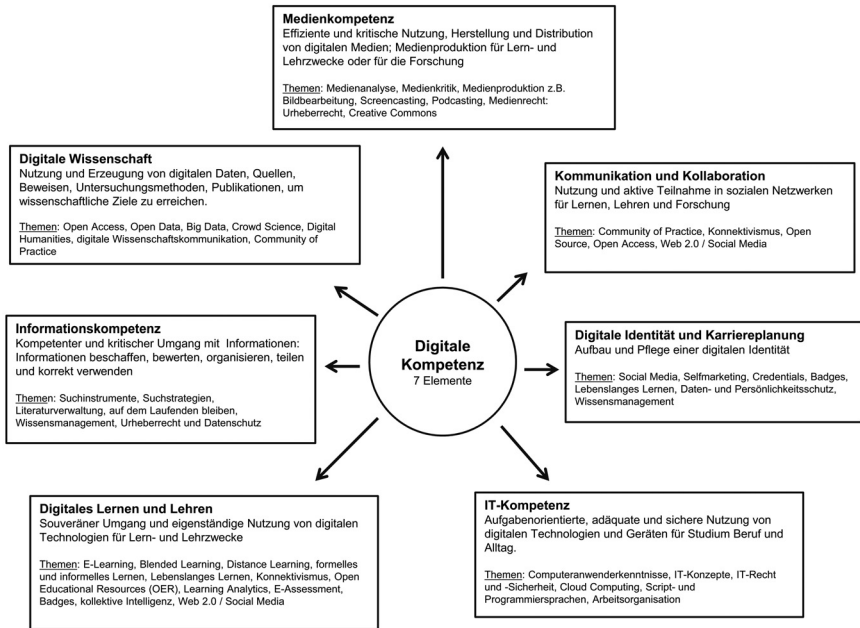 Medienkompetenz
Effiziente und kritische Nutzung, Herstellung und Distribution
von digitalen Medien; Medienproduktion für Lern- und
Lehrzwecke oder für die Forschung
Themen: Medienanalyse, Medienkritik, Medienproduktion z.B.
Bildbearbeitung, Screencasting, Podcasting, Medienrecht:
Urheberrecht, Creative Commons
Digitale Wissenschaft
Nutzung und Erzeugung von digitalen Daten, Quellen,
Beweisen, Untersuchungsmethoden, Publikationen, um
wissenschaftliche Ziele zu erreichen.
Themen: Open Access, Open Data, Big Data, Crowd Science, Digital
Humanities, digitale Wissenschaftskommunikation, Community of
Practice
Kommunikation und Kollaboration
Nutzung und aktive Teilnahme in sozialen Netzwerken
für Lernen, Lehren und Forschung
Themen: Community of Practice, Konnektivismus, Open
Source, Open Access, Web 2.0 / Social Media
Digitale
Kompetenz
7 Elemente
Informationskompetenz
Kompetenter und kritischer Umgang mit Informationen:
Informationen beschaffen, bewerten, organisieren, teilen
und korrekt verwenden
Themen: Suchinstrumente, Suchstrategien,
Literaturverwaltung, auf dem Laufenden bleiben,
Wissensmanagement, Urheberrecht und Datenschutz
Digitale Identität und Karriereplanung
Aufbau und Pflege einer digitalen Identität
Themen: Social Media, Selfmarketing, Credentials, Badges,
Lebenslanges Lernen, Daten- und Persönlichkeitsschutz,
Wissensmanagement
Digitales Lernen und Lehren
Souveräner Umgang und eigenständige Nutzung von digitalen
Technologien für Lern- und Lehrzwecke
Themen: E-Learning, Blended Learning, Distance Learning, formelles
und informelles Lernen, Lebenslanges Lernen, Konnektivismus, Open
Educational Resources (OER), Learning Analytics, E-Assessment,
Badges, kollektive Intelligenz, Web 2.0 / Social Media
IT-Kompetenz
Aufgabenorientierte, adäquate und sichere Nutzung von
digitalen Technologien und Geräten für Studium Beruf und
Alltag.
Themen: Computeranwenderkenntnisse, IT-Konzepte, IT-Recht
und -Sicherheit, Cloud Computing, Script- und
Programmiersprachen, Arbeitsorganisation